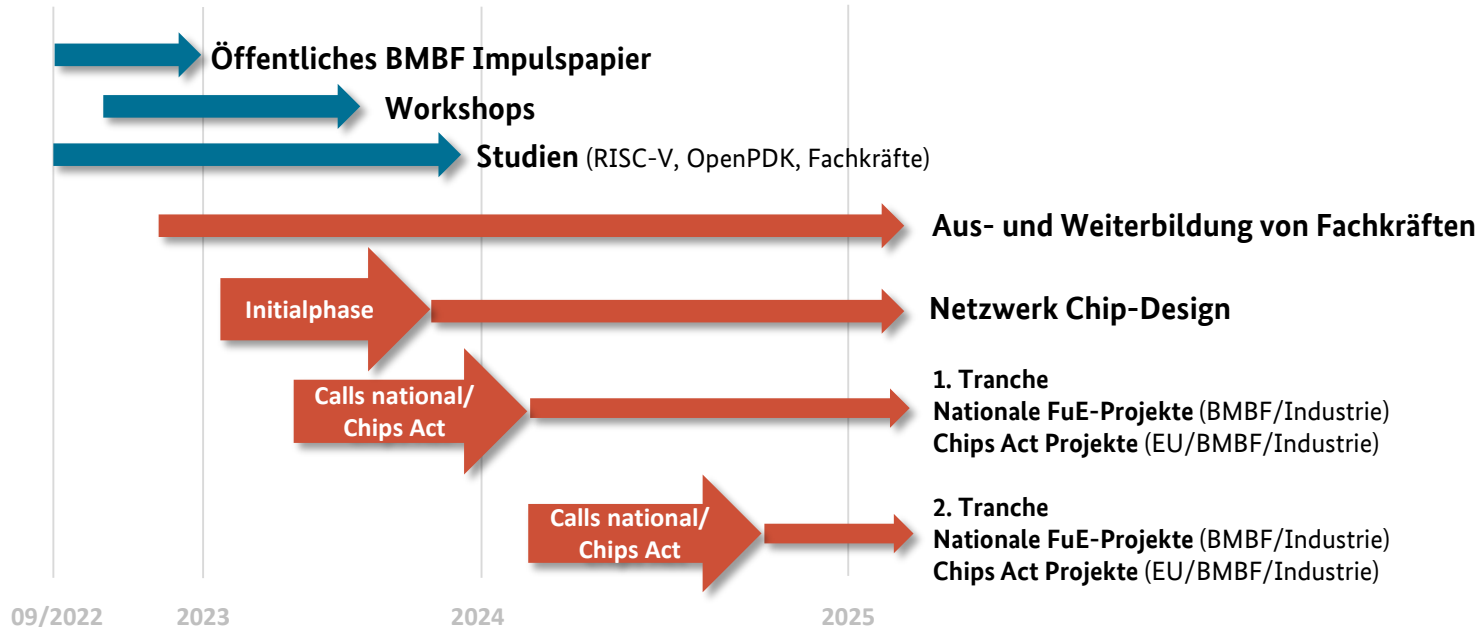 Öffentliches BMBF Impulspapier
Workshops
Studien (RISC-V, OpenPDK, Fachkräfte)
Aus- und Weiterbildung von Fachkräften
Initialphase
Netzwerk Chip-Design
Calls national/
Chips Act
1. Tranche
Nationale FuE-Projekte (BMBF/Industrie)
Chips Act Projekte (EU/BMBF/Industrie)
Calls national/
Chips Act
2. Tranche
Nationale FuE-Projekte (BMBF/Industrie)
Chips Act Projekte (EU/BMBF/Industrie)
09/2022 2023 2024 2025